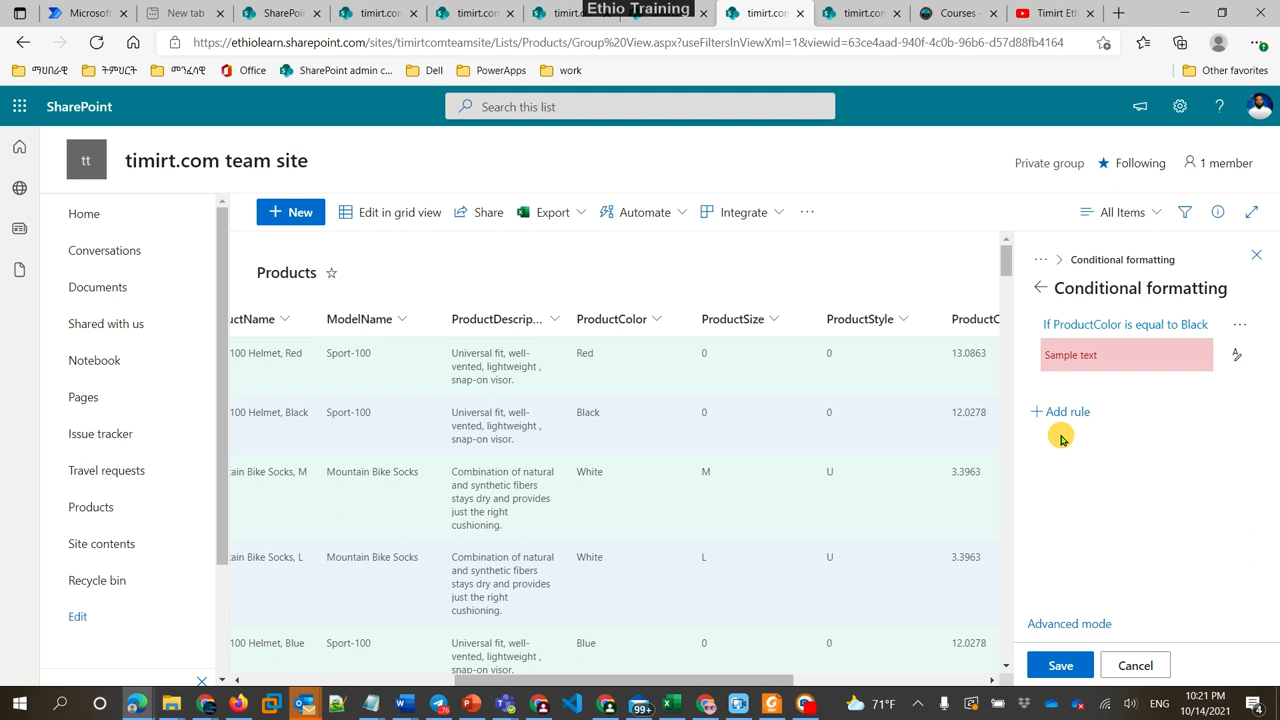 Ethio Training
Microsoft
SharePoi
timirt.con
timirt.con
timirt.con
timirt.con
timirt.con
Courses -
Timirt Eth
https://ethiolearn.sharepoint.com/sites/timirtcomteamsite/Lists/Products/Group%20View.aspx?useFiltersInViewXml=1&viewid=63ce4aad-940f-4c0b-96b6-d57d88fb4164
ማህበራዊ
ትምህርት
መንፈሳዊ
Office
SharePoint admin c...
Dell
PowerApps
work
Other favorites
SharePoint
Search this list
tt
timirt.com team site
Private group
Following
1 member
Home
Conversations
Documents
Shared with us
Notebook
Pages
Issue tracker
Travel requests
Products
Site contents
Recycle bin
Edit
New
Edit in grid view
Share
Export
Automate
Integrate
All Items
Products
uctName ModelName ProductDescrip... ProductColor ProductSize ProductStyle ProductC
100 Helmet, Red Sport-100 Universal fit, well- Red 0 0 13.0863
vented, lightweight ,
snap-on visor.
100 Helmet, Black Sport-100 Universal fit, well- Black 0 0 12.0278
vented, lightweight ,
snap-on visor.
tain Bike Socks, M Mountain Bike Socks Combination of natural White M U 3.3963
and synthetic fibers
stays dry and provides
just the right
cushioning.
tain Bike Socks, L Mountain Bike Socks Combination of natural White L U 3.3963
and synthetic fibers
stays dry and provides
just the right
cushioning.
100 Helmet, Blue Sport-100 Universal fit, well- Blue 0 0 12.0278
vented, lightweight ,
snap-on visor.
Conditional formatting
Conditional formatting
If ProductColor is equal to Black
Sample text
Add rule
Advanced mode
Save
Cancel
99+
71°F
ENG
10:21 PM
10/14/2021